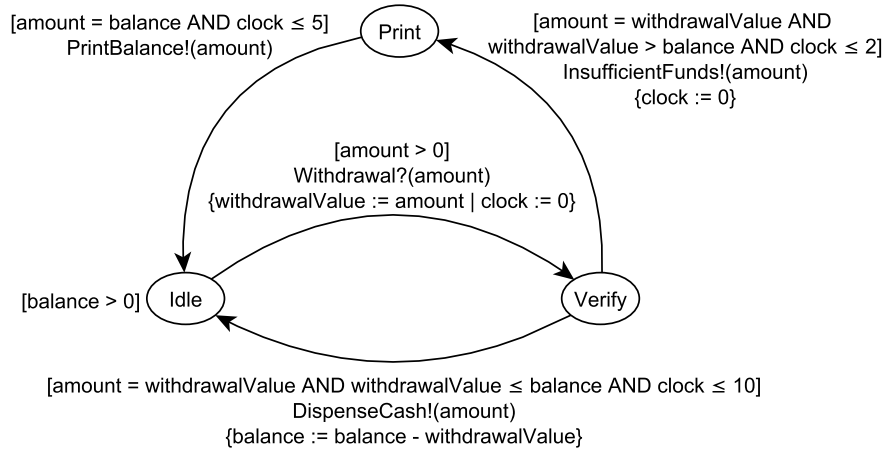 [amount = balance AND clock ≤ 5]
PrintBalance!(amount)
Print
[amount = withdrawalValue AND
withdrawalValue > balance AND clock ≤ 2]
InsufficientFunds!(amount)
{clock := 0}
[amount > 0]
Withdrawal?(amount)
{withdrawalValue := amount | clock := 0}
[balance > 0]
Idle
Verify
[amount = withdrawalValue AND withdrawalValue ≤ balance AND clock ≤ 10]
DispenseCash!(amount)
{balance := balance - withdrawalValue}